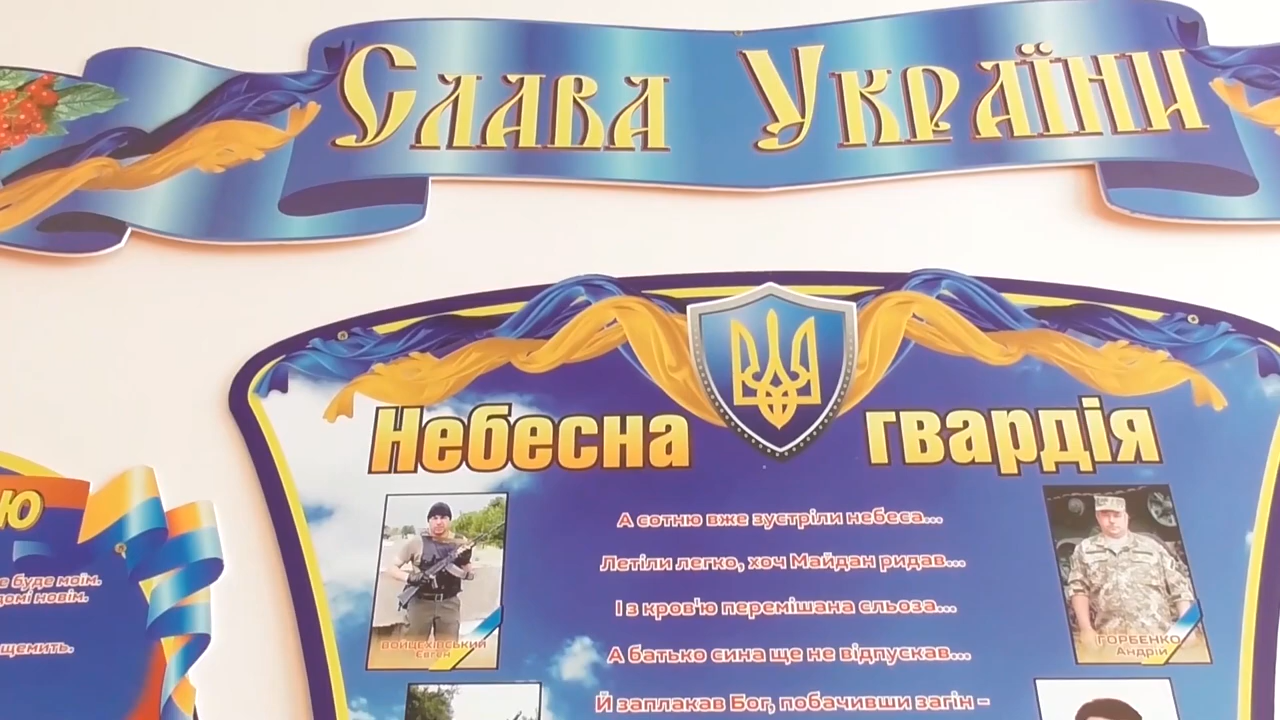 Слава України
Небесна гвардія
А сотню вже зустріли небеса...
Летіли легко, хоч Майдан ридав...
І з кров'ю перемішана сльоза...
А батько сина ще не відпускав...
Й заплакав Бог, побачивши загін –
ВОЙЦЕХІВСЬКИЙ
Євген
ГОРБЕНКО
Андрій
Ю
е буде моїм.
домі новім.
щемить.